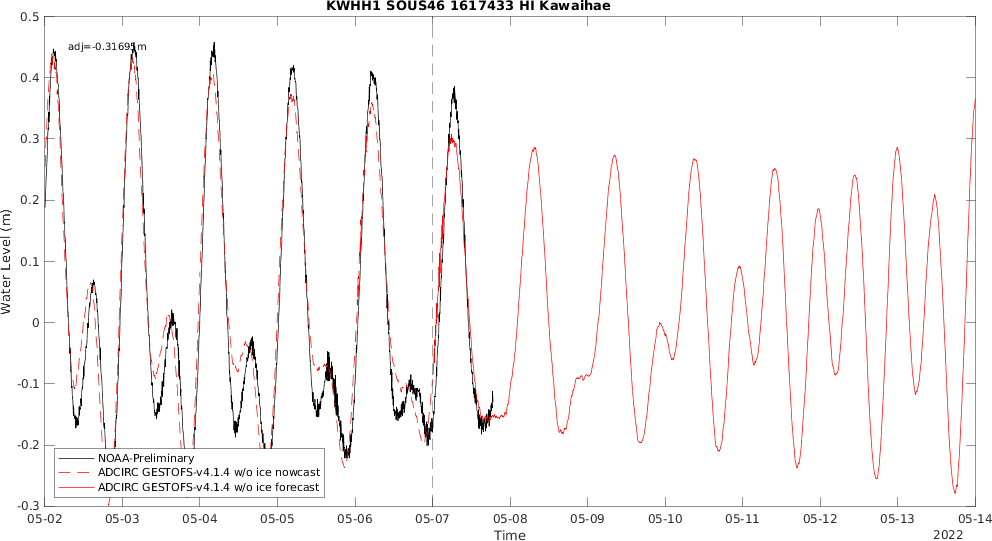 KWHH1 SOUS46 1617433 HI Kawaihae
adj=-0.31695m
Water Level (m)
0.5
0.4
0.3
0.2
0.1
0
-0.1
-0.2
-0.3
NOAA-Preliminary
ADCIRC GESTOFS-v4.1.4 w/o ice nowcast
ADCIRC GESTOFS-v4.1.4 w/o ice forecast
05-02 05-03 05-04 05-05 05-06 05-07 05-08 05-09 05-10 05-11 05-12 05-13 05-14
Time
2022